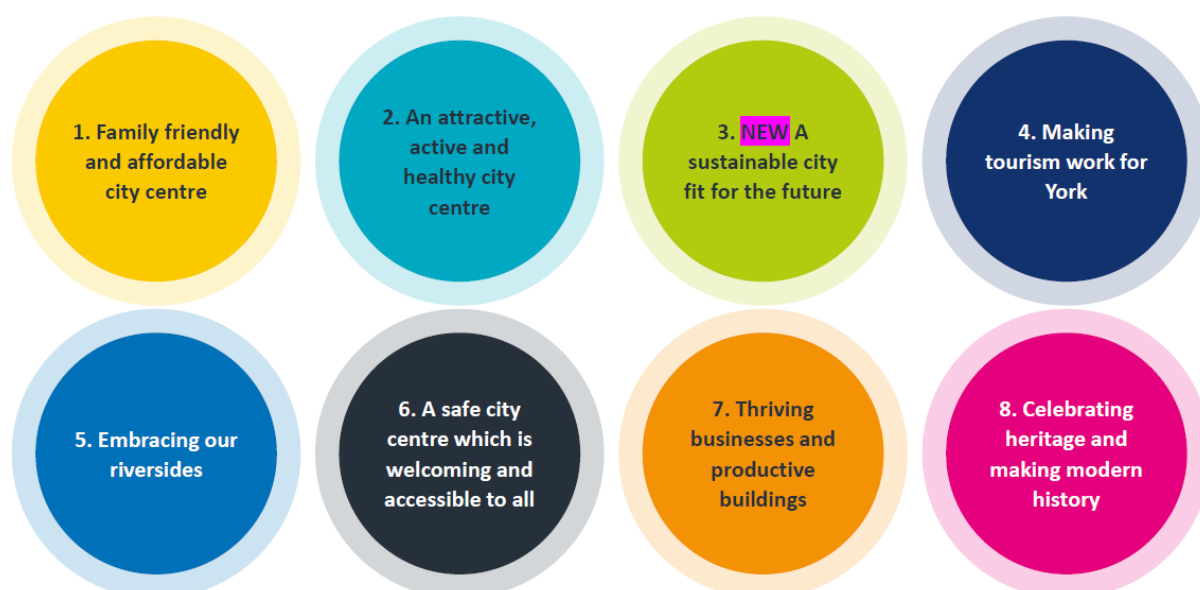 1. Family friendly
and affordable
city centre
2. An attractive,
active and
healthy city
centre
3. NEW A
sustainable city
fit for the future
4. Making
tourism work for
York
5. Embracing our
riversides
6. A safe city
centre which is
welcoming and
accessible to all
7. Thriving
businesses and
productive
buildings
8. Celebrating
heritage and
making modern
history